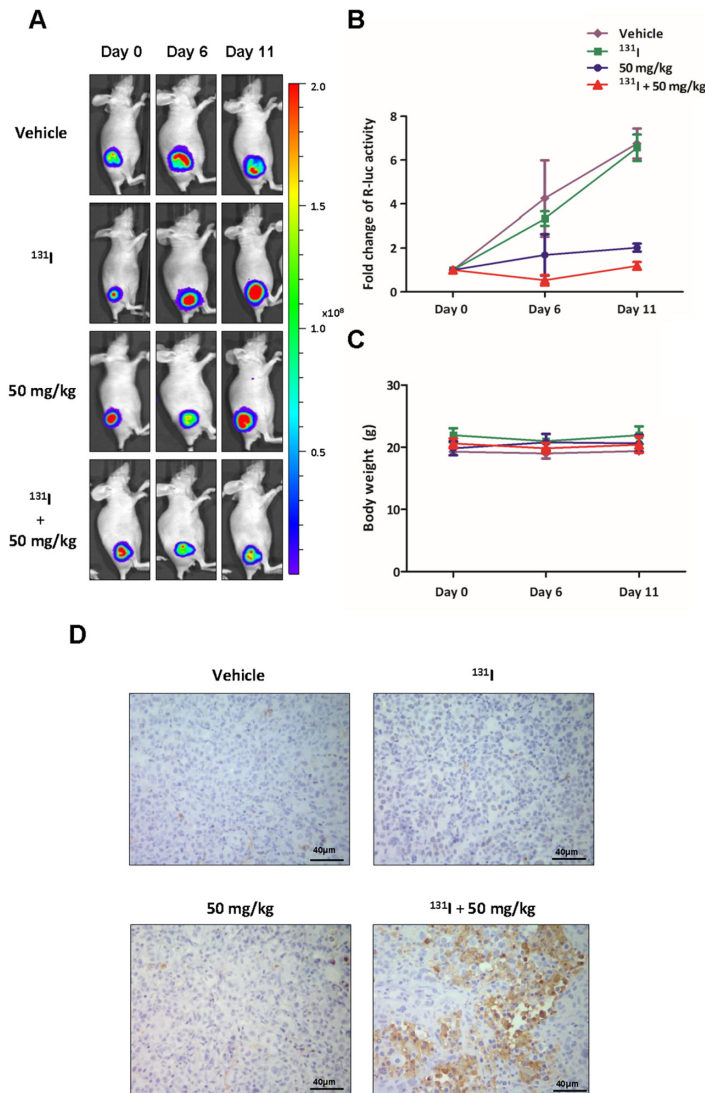 A
Day 0 Day 6 Day 11
Vehicle
¹³¹I
50 mg/kg
¹³¹I
+
50 mg/kg
2.0
1.5
x10⁸
1.0
0.5
B
Vehicle
¹³¹I
50 mg/kg
¹³¹I + 50 mg/kg
Fold change of R-luc activity
8
6
4
2
0
Day 0 Day 6 Day 11
C
Body weight (g)
30
20
10
0
Day 0 Day 6 Day 11
D
Vehicle
40μm
¹³¹I
40μm
50 mg/kg
40μm
¹³¹I + 50 mg/kg
40μm